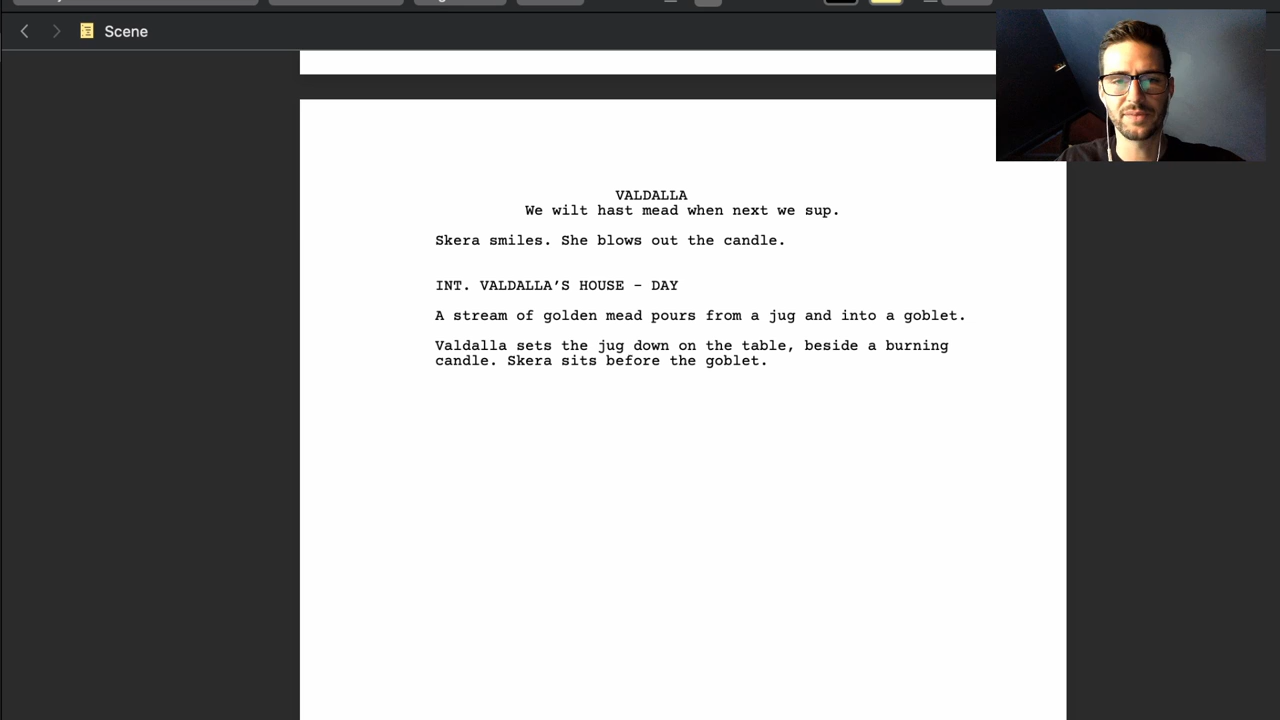 Scene
VALDALLA
We wilt hast mead when next we sup.
Skera smiles. She blows out the candle.
INT. VALDALLA’S HOUSE – DAY
A stream of golden mead pours from a jug and into a goblet.
Valdalla sets the jug down on the table, beside a burning
candle. Skera sits before the goblet.